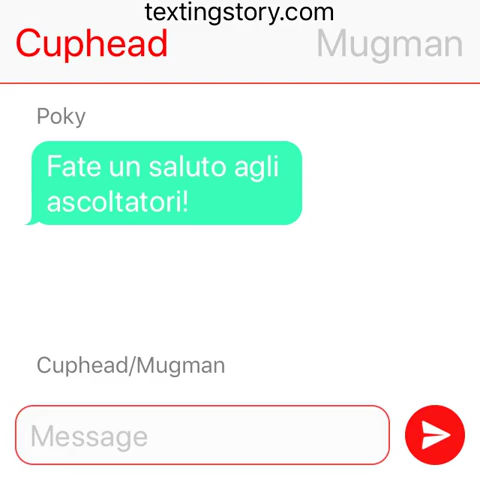 textingstory.com
Cuphead Mugman
Poky
Fate un saluto agli
ascoltatori!
Cuphead/Mugman
Message